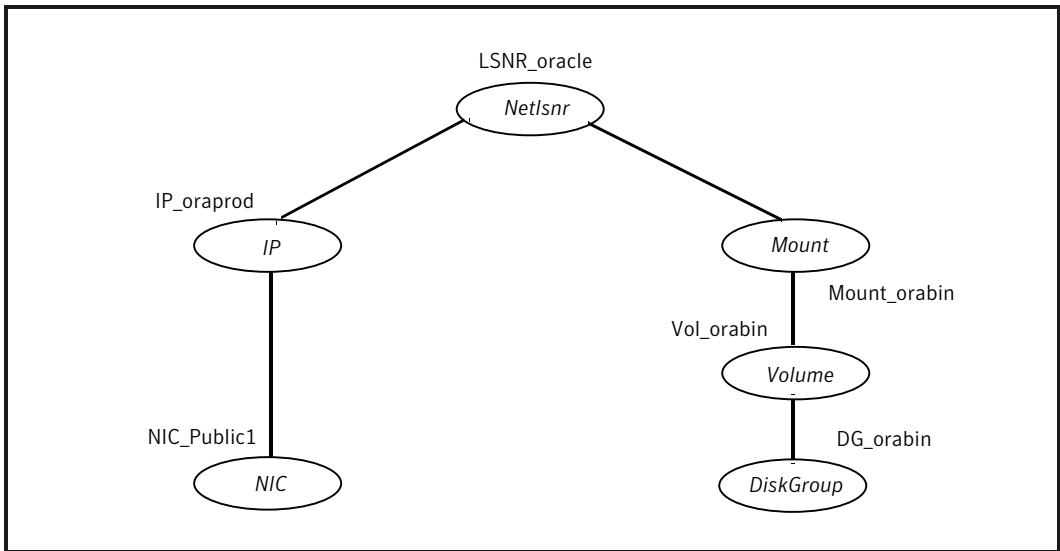 LSNR_oracle
Netlsnr
IP_oraprod
IP
Mount
Mount_orabin
Vol_orabin
Volume
NIC_Public1
DG_orabin
NIC
DiskGroup